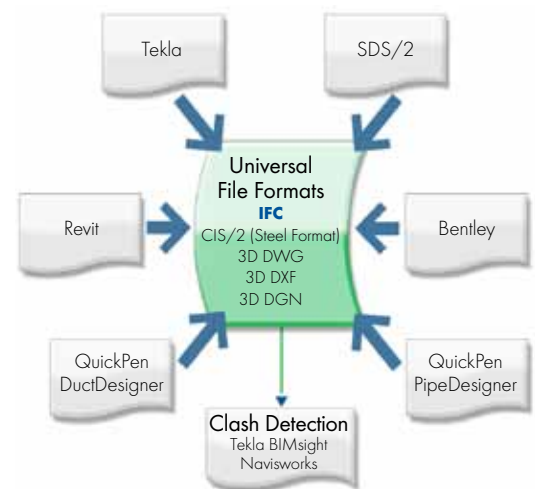 Tekla
SDS/2
Universal
File Formats
IFC
CIS/2 (Steel Format)
3D DWG
3D DXF
3D DGN
Revit
Bentley
QuickPen
DuctDesigner
QuickPen
PipeDesigner
Clash Detection
Tekla BIMsight
Navisworks